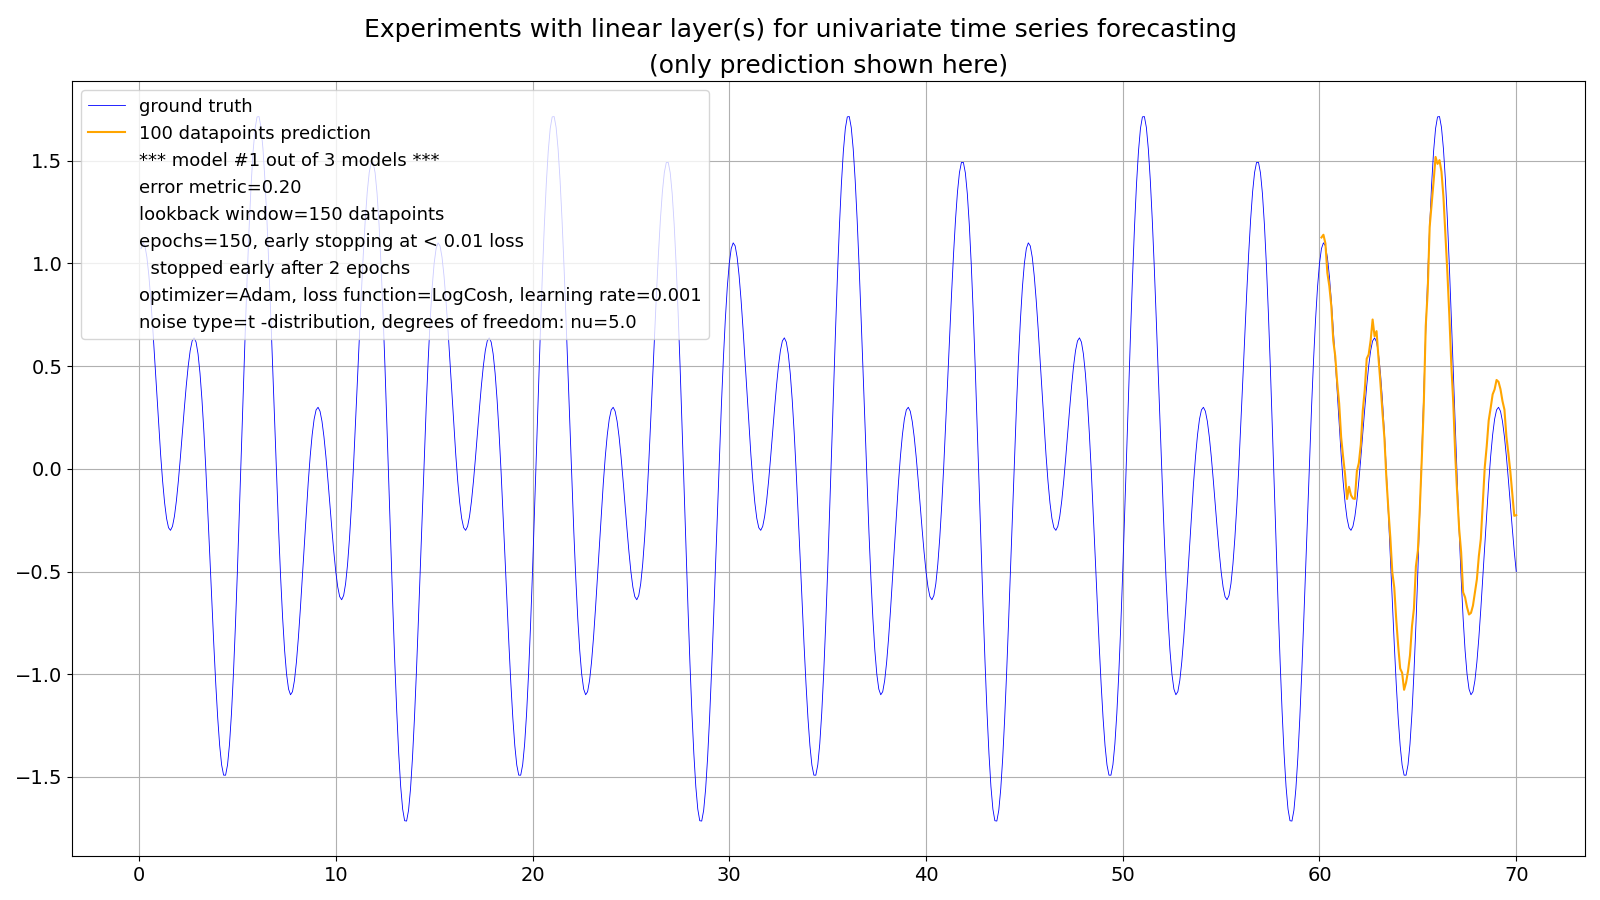 Experiments with linear layer(s) for univariate time series forecasting
(only prediction shown here)
ground truth
100 datapoints prediction
*** model #1 out of 3 models ***
error metric=0.20
lookback window=150 datapoints
epochs=150, early stopping at < 0.01 loss
stopped early after 2 epochs
optimizer=Adam, loss function=LogCosh, learning rate=0.001
noise type=t -distribution, degrees of freedom: nu=5.0
1.5
1.0
0.5
0.0
−0.5
−1.0
−1.5
0 10 20 30 40 50 60 70